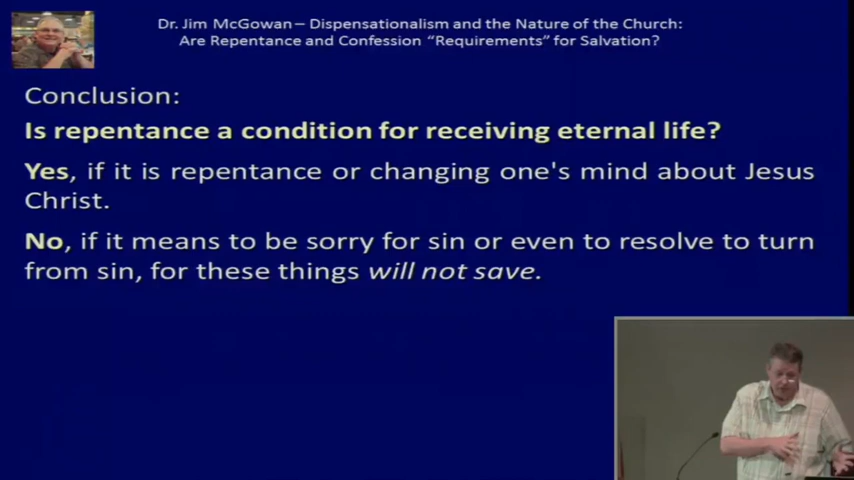 Dr. Jim McGowan – Dispensationalism and the Nature of the Church:
Are Repentance and Confession “Requirements” for Salvation?
Conclusion:
Is repentance a condition for receiving eternal life?
Yes, if it is repentance or changing one's mind about Jesus
Christ.
No, if it means to be sorry for sin or even to resolve to turn
from sin, for these things will not save.